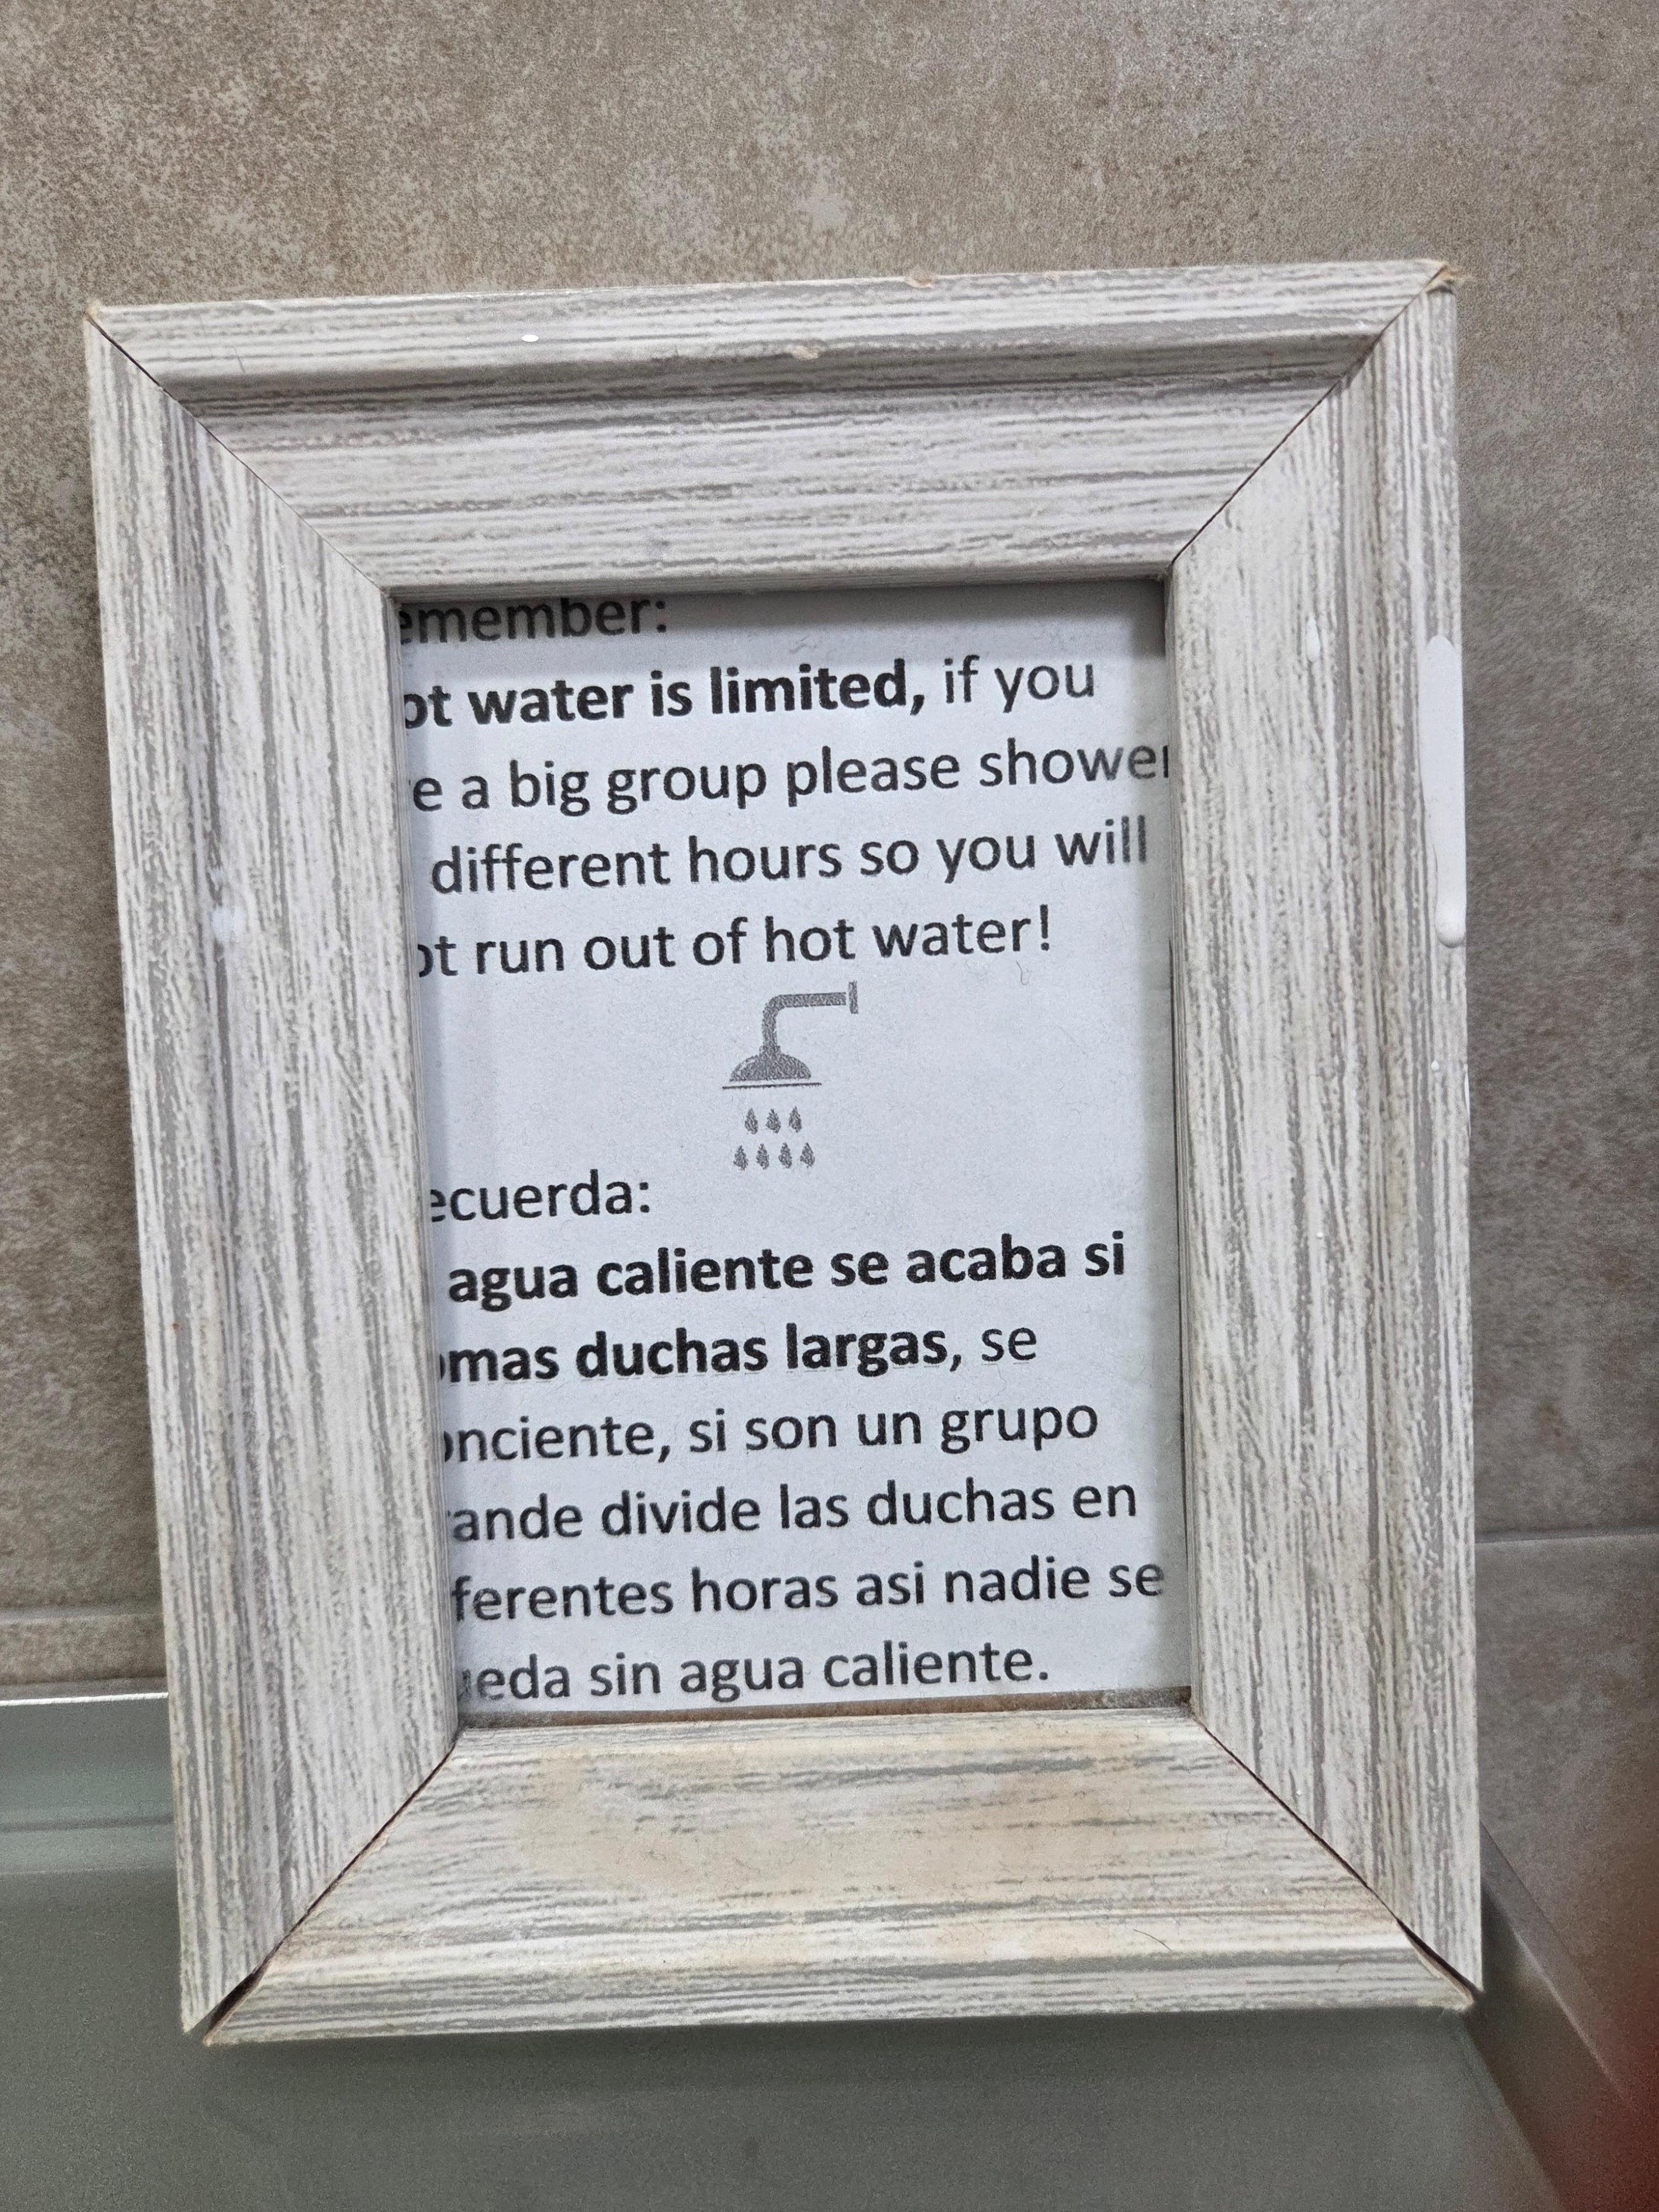 emember:
ot water is limited, if you
e a big group please shower
different hours so you will
ot run out of hot water!
ecuerda:
agua caliente se acaba si
omas duchas largas, se
onciente, si son un grupo
ande divide las duchas en
ferentes horas asi nadie se
ueda sin agua caliente.